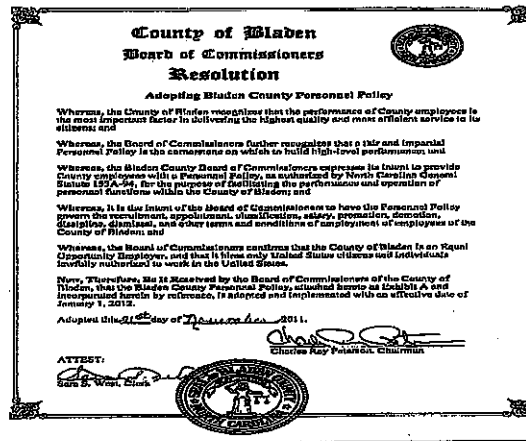 County of Bladen
Board of Commissioners
Resolution
Adopting Bladen County Personnel Policy
Whereas, the County of Bladen recognizes that the performance of County employees is
the most important factor in delivering the highest quality and most efficient service to its
citizens; and
Whereas, the Board of Commissioners further recognizes that a fair and impartial
Personnel Policy is the cornerstone on which to build high-level performance; and
Whereas, the Bladen County Board of Commissioners expresses its intent to provide
County employees with a Personnel Policy, as authorized by North Carolina General
Statute 153A-94, for the purpose of facilitating the performance and operation of
personnel functions within the County of Bladen; and
Whereas, it is the intent of the Board of Commissioners to have the Personnel Policy
govern the recruitment, appointment, classification, salary, promotion, demotion,
discipline, dismissal, and other terms and conditions of employment of employees of the
County of Bladen; and
Whereas, the Board of Commissioners confirms that the County of Bladen is an Equal
Opportunity Employer, and that it hires only United States citizens and individuals
lawfully authorized to work in the United States.
Now, Therefore, Be It Resolved by the Board of Commissioners of the County of
Bladen, that the Bladen County Personnel Policy, attached hereto as Exhibit A and
incorporated herein by reference, is adopted and implemented with an effective date of
January 1, 2012.
Adopted this 21st day of November 2011.
Charles Ray Peterson, Chairman
ATTEST:
Sara S. West, Clerk
NORTH CAROLINA